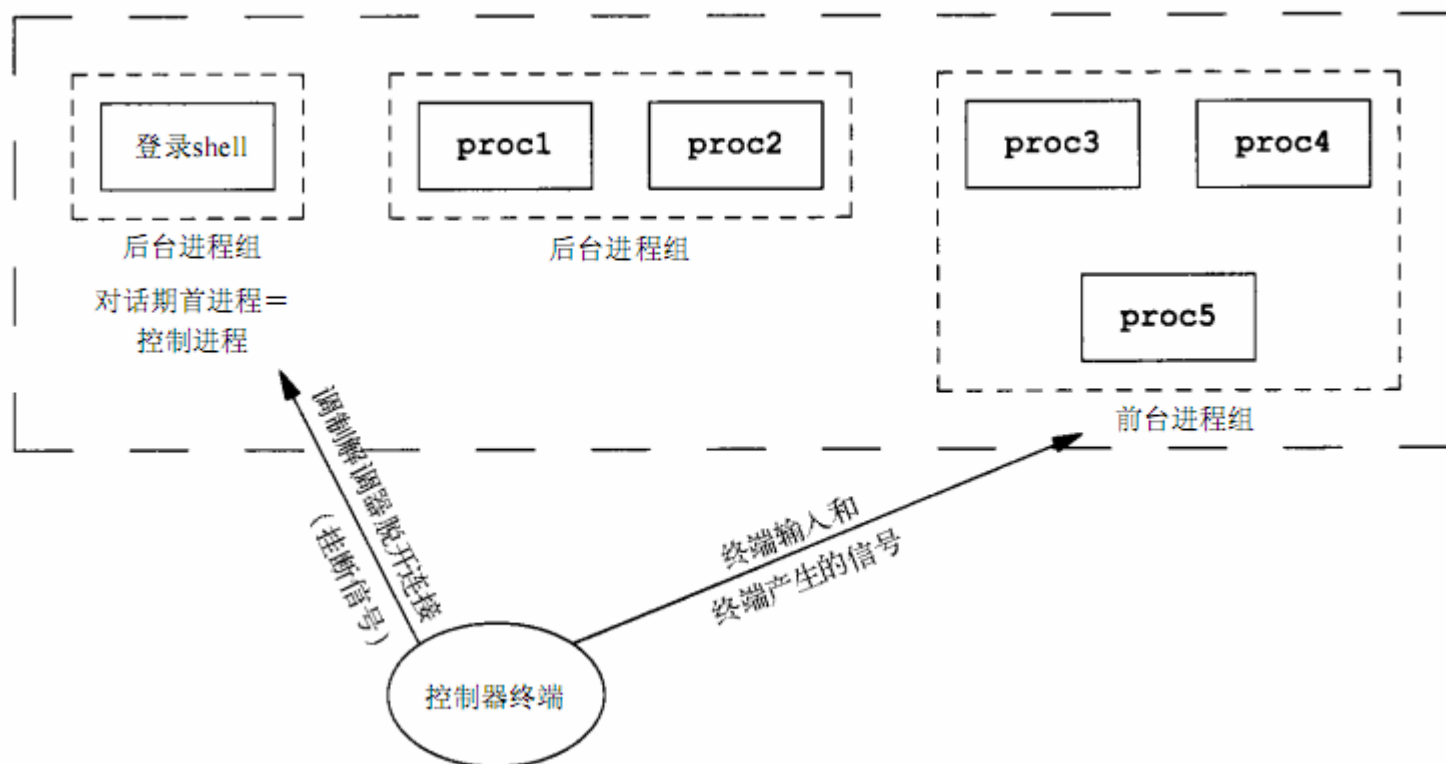 登录shell
proc1
proc2
proc3
proc4
后台进程组
后台进程组
对话期首进程=
控制进程
proc5
前台进程组
调制解调器脱开连接
(挂断信号)
终端输入和
终端产生的信号
控制器终端